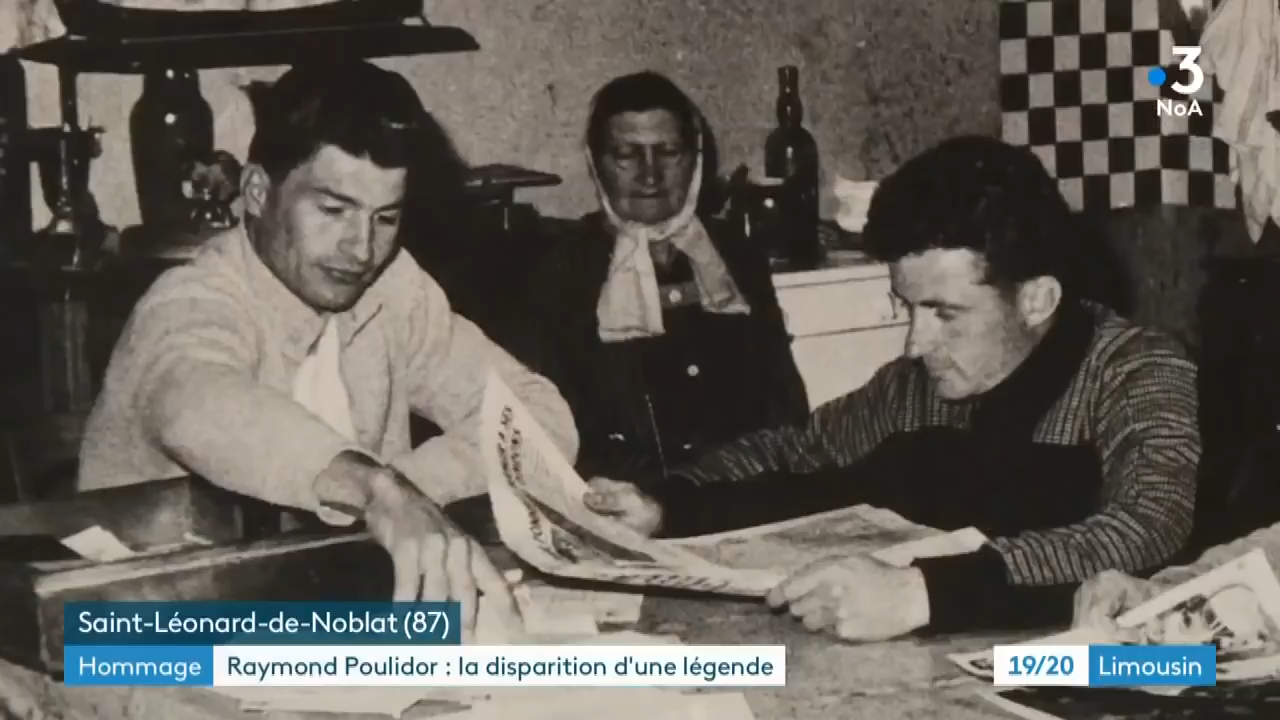 3
NoA
Saint-Léonard-de-Noblat (87)
Hommage Raymond Poulidor : la disparition d'une légende
19/20 Limousin